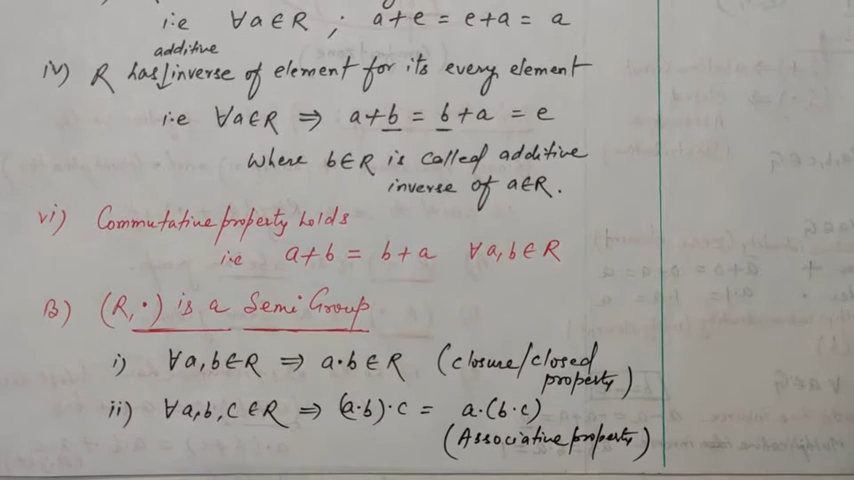 i.e ∀a∈R ; a+e = e+a = a
additive
iv) R has↓inverse of element for its every element
i.e ∀a∈R ⇒ a+b = b+a = e
where b∈R is called additive
inverse of a∈R.
vi) Commutative property holds
i.e a+b = b+a ∀a,b∈R
B) (R,·) is a Semi Group
i) ∀a,b∈R ⇒ a·b∈R (closure/closed
property)
ii) ∀a,b,c∈R ⇒ (a·b)·c = a·(b·c)
(Associative property)